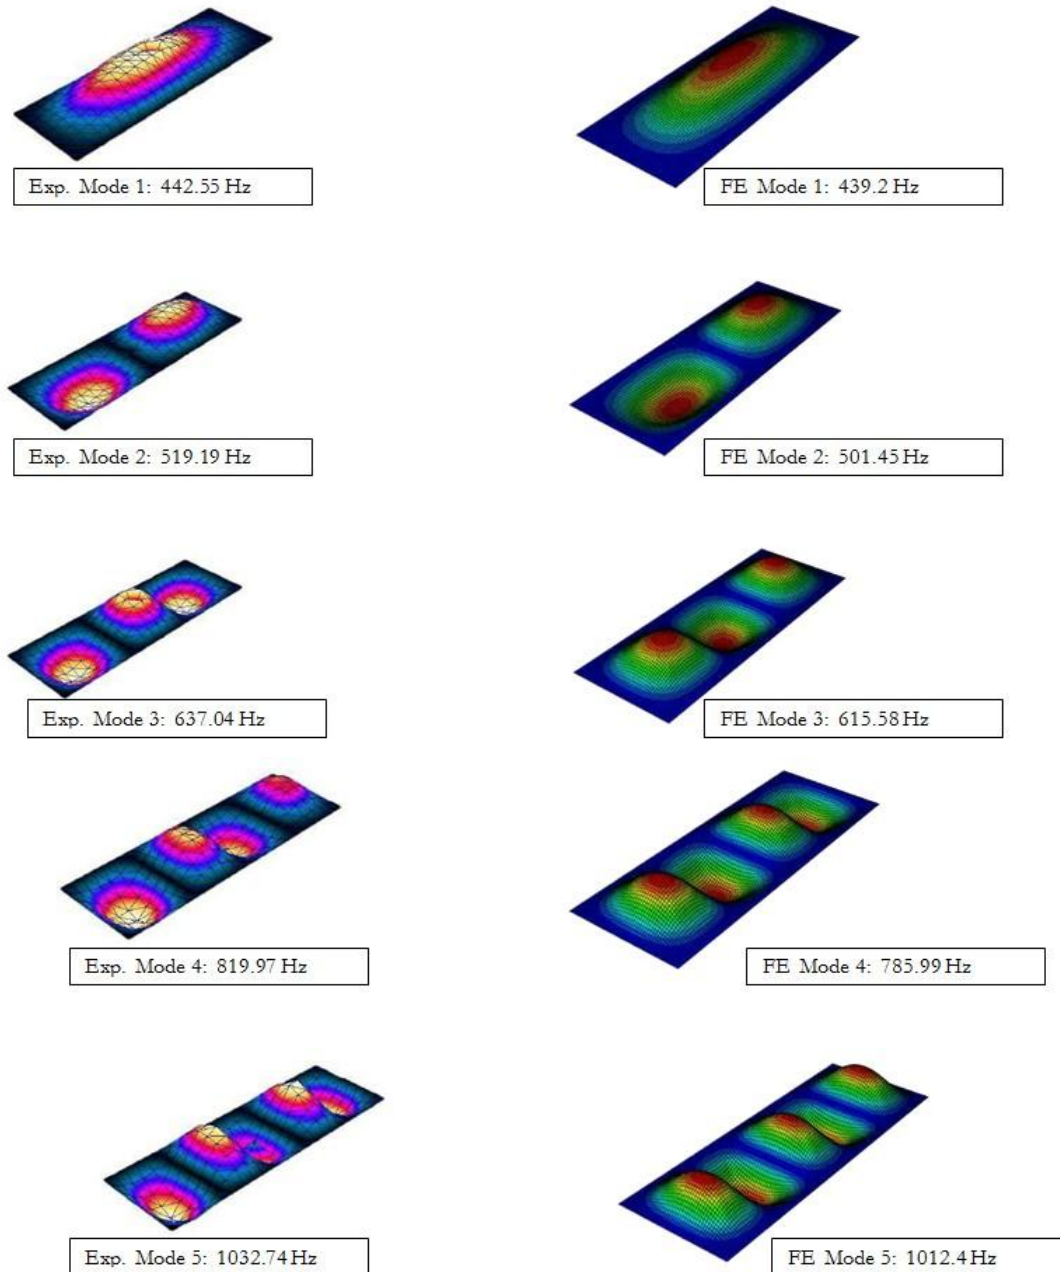 Exp. Mode 1: 442.55 Hz
FE Mode 1: 439.2 Hz
Exp. Mode 2: 519.19 Hz
FE Mode 2: 501.45 Hz
Exp. Mode 3: 637.04 Hz
FE Mode 3: 615.58 Hz
Exp. Mode 4: 819.97 Hz
FE Mode 4: 785.99 Hz
Exp. Mode 5: 1032.74 Hz
FE Mode 5: 1012.4 Hz